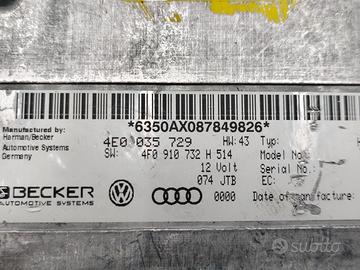 *6350AX087849826*
Manufactured by:
Harman/Becker
Automotive Systems
Germany
4E0 035 729 HW:43 Typ:
SW: 4F0 910 732 H 514 Model No
12 Volt Serial No
074 JTB EC:
0000 Date of manufacture:
BECKER
AUTOMOTIVE SYSTEMS
subito